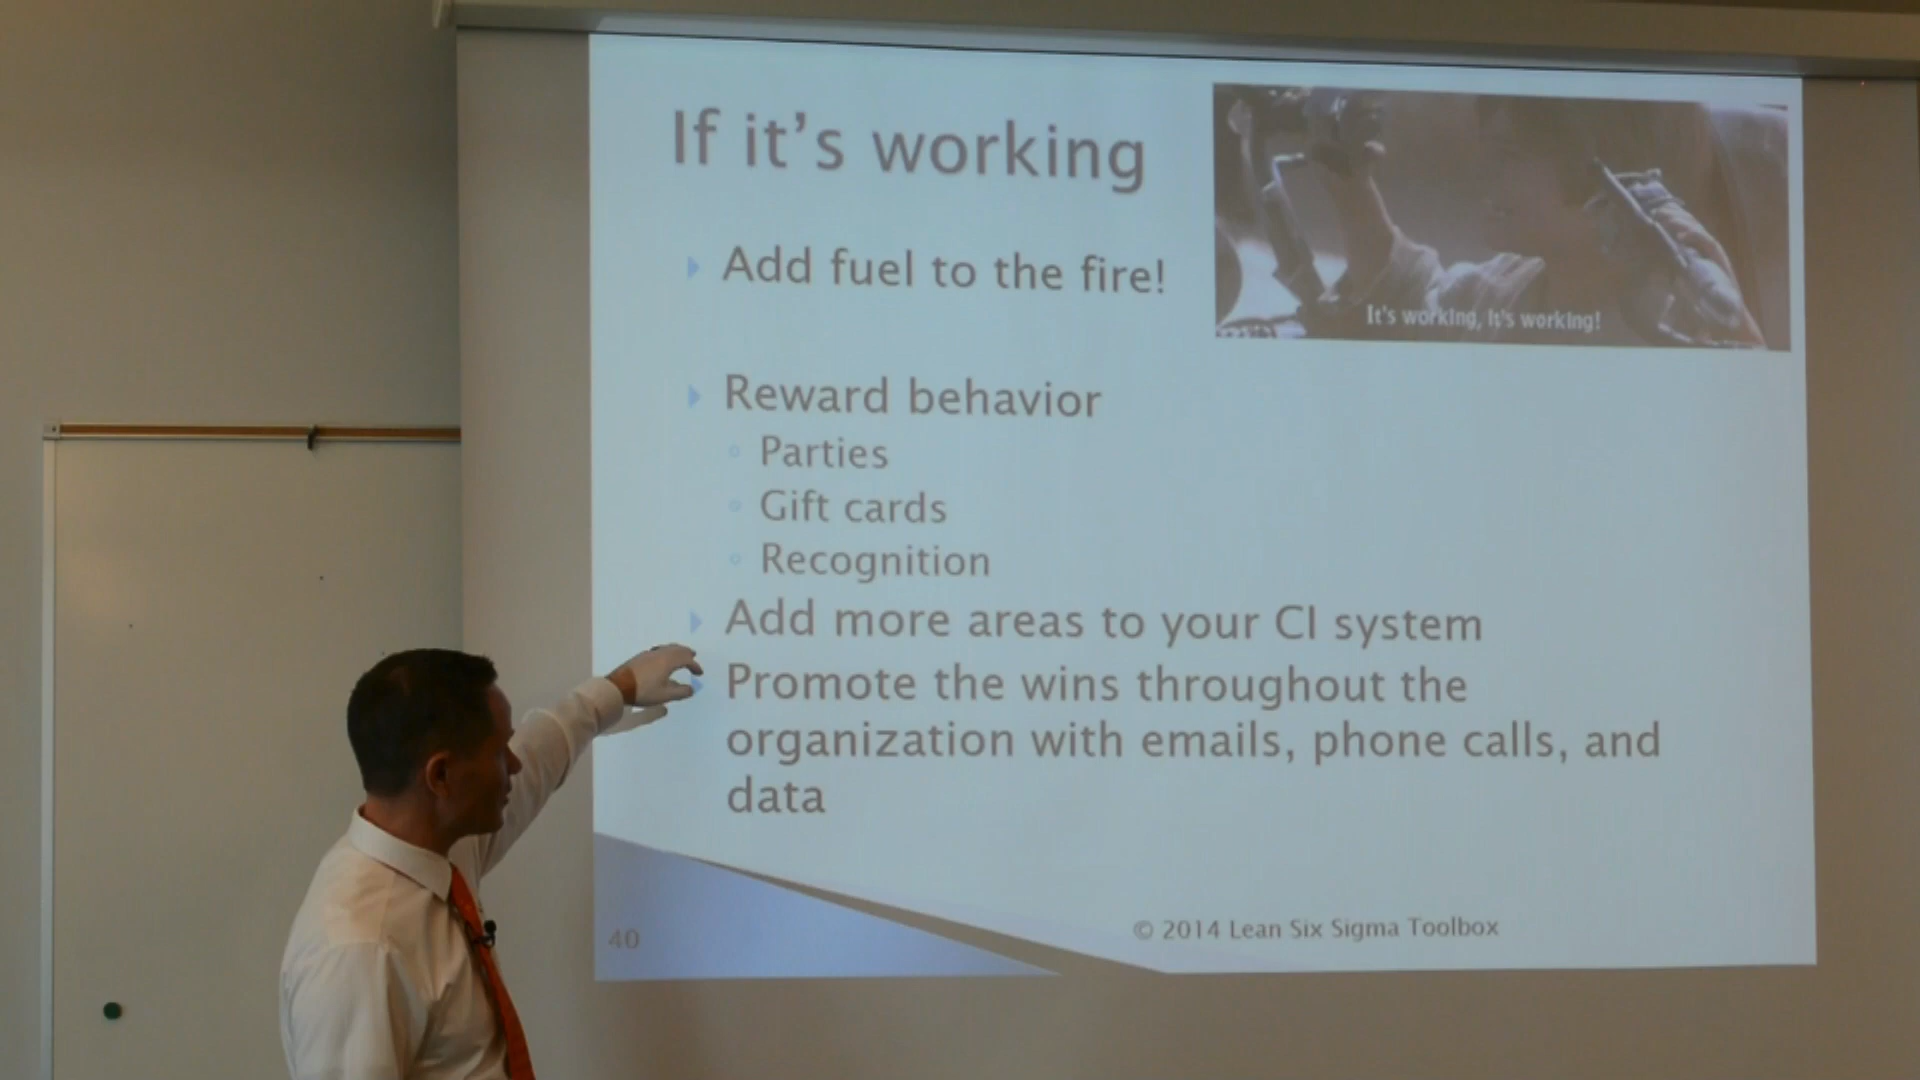 If it's working
It's working, it's working!
Add fuel to the fire!
Reward behavior
Parties
Gift cards
Recognition
Add more areas to your CI system
Promote the wins throughout the
organization with emails, phone calls, and
data
40
© 2014 Lean Six Sigma Toolbox